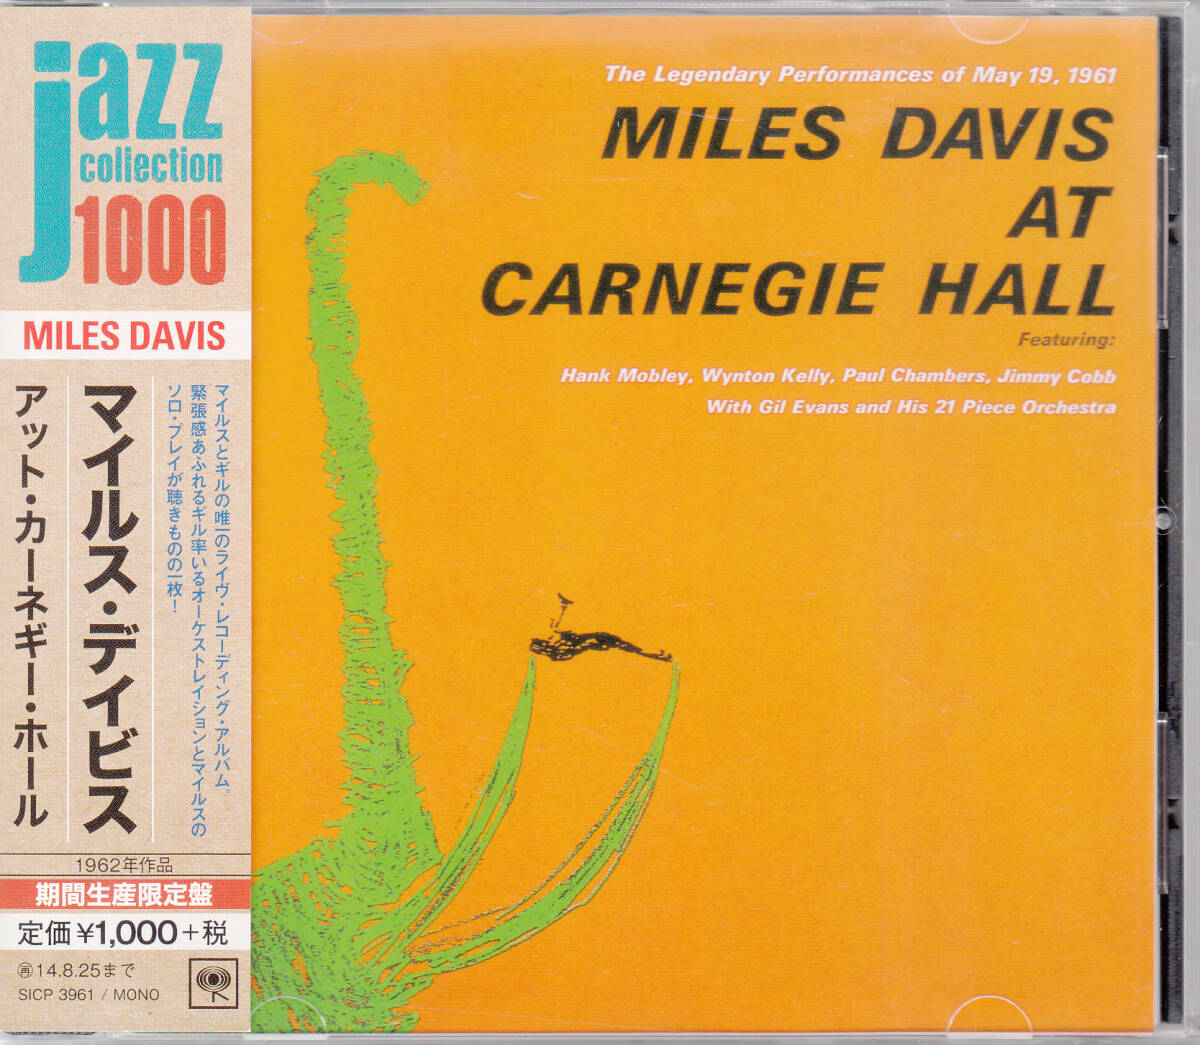 jazz
collection
1000
MILES DAVIS
マイルスとギルの唯一のライヴ・レコーディング・アルバム。
緊張感あふれるギル率いるオーケストレイションとマイルスの
ソロ・プレイが聴きものの一枚!
マイルス・デイビス
アット・カーネギー・ホール
1962年作品
期間生産限定盤
定価¥1,000+税
㋐14.8.25まで
SICP 3961 / MONO
The Legendary Performances of May 19, 1961
MILES DAVIS
AT
CARNEGIE HALL
Featuring:
Hank Mobley, Wynton Kelly, Paul Chambers, Jimmy Cobb
With Gil Evans and His 21 Piece Orchestra